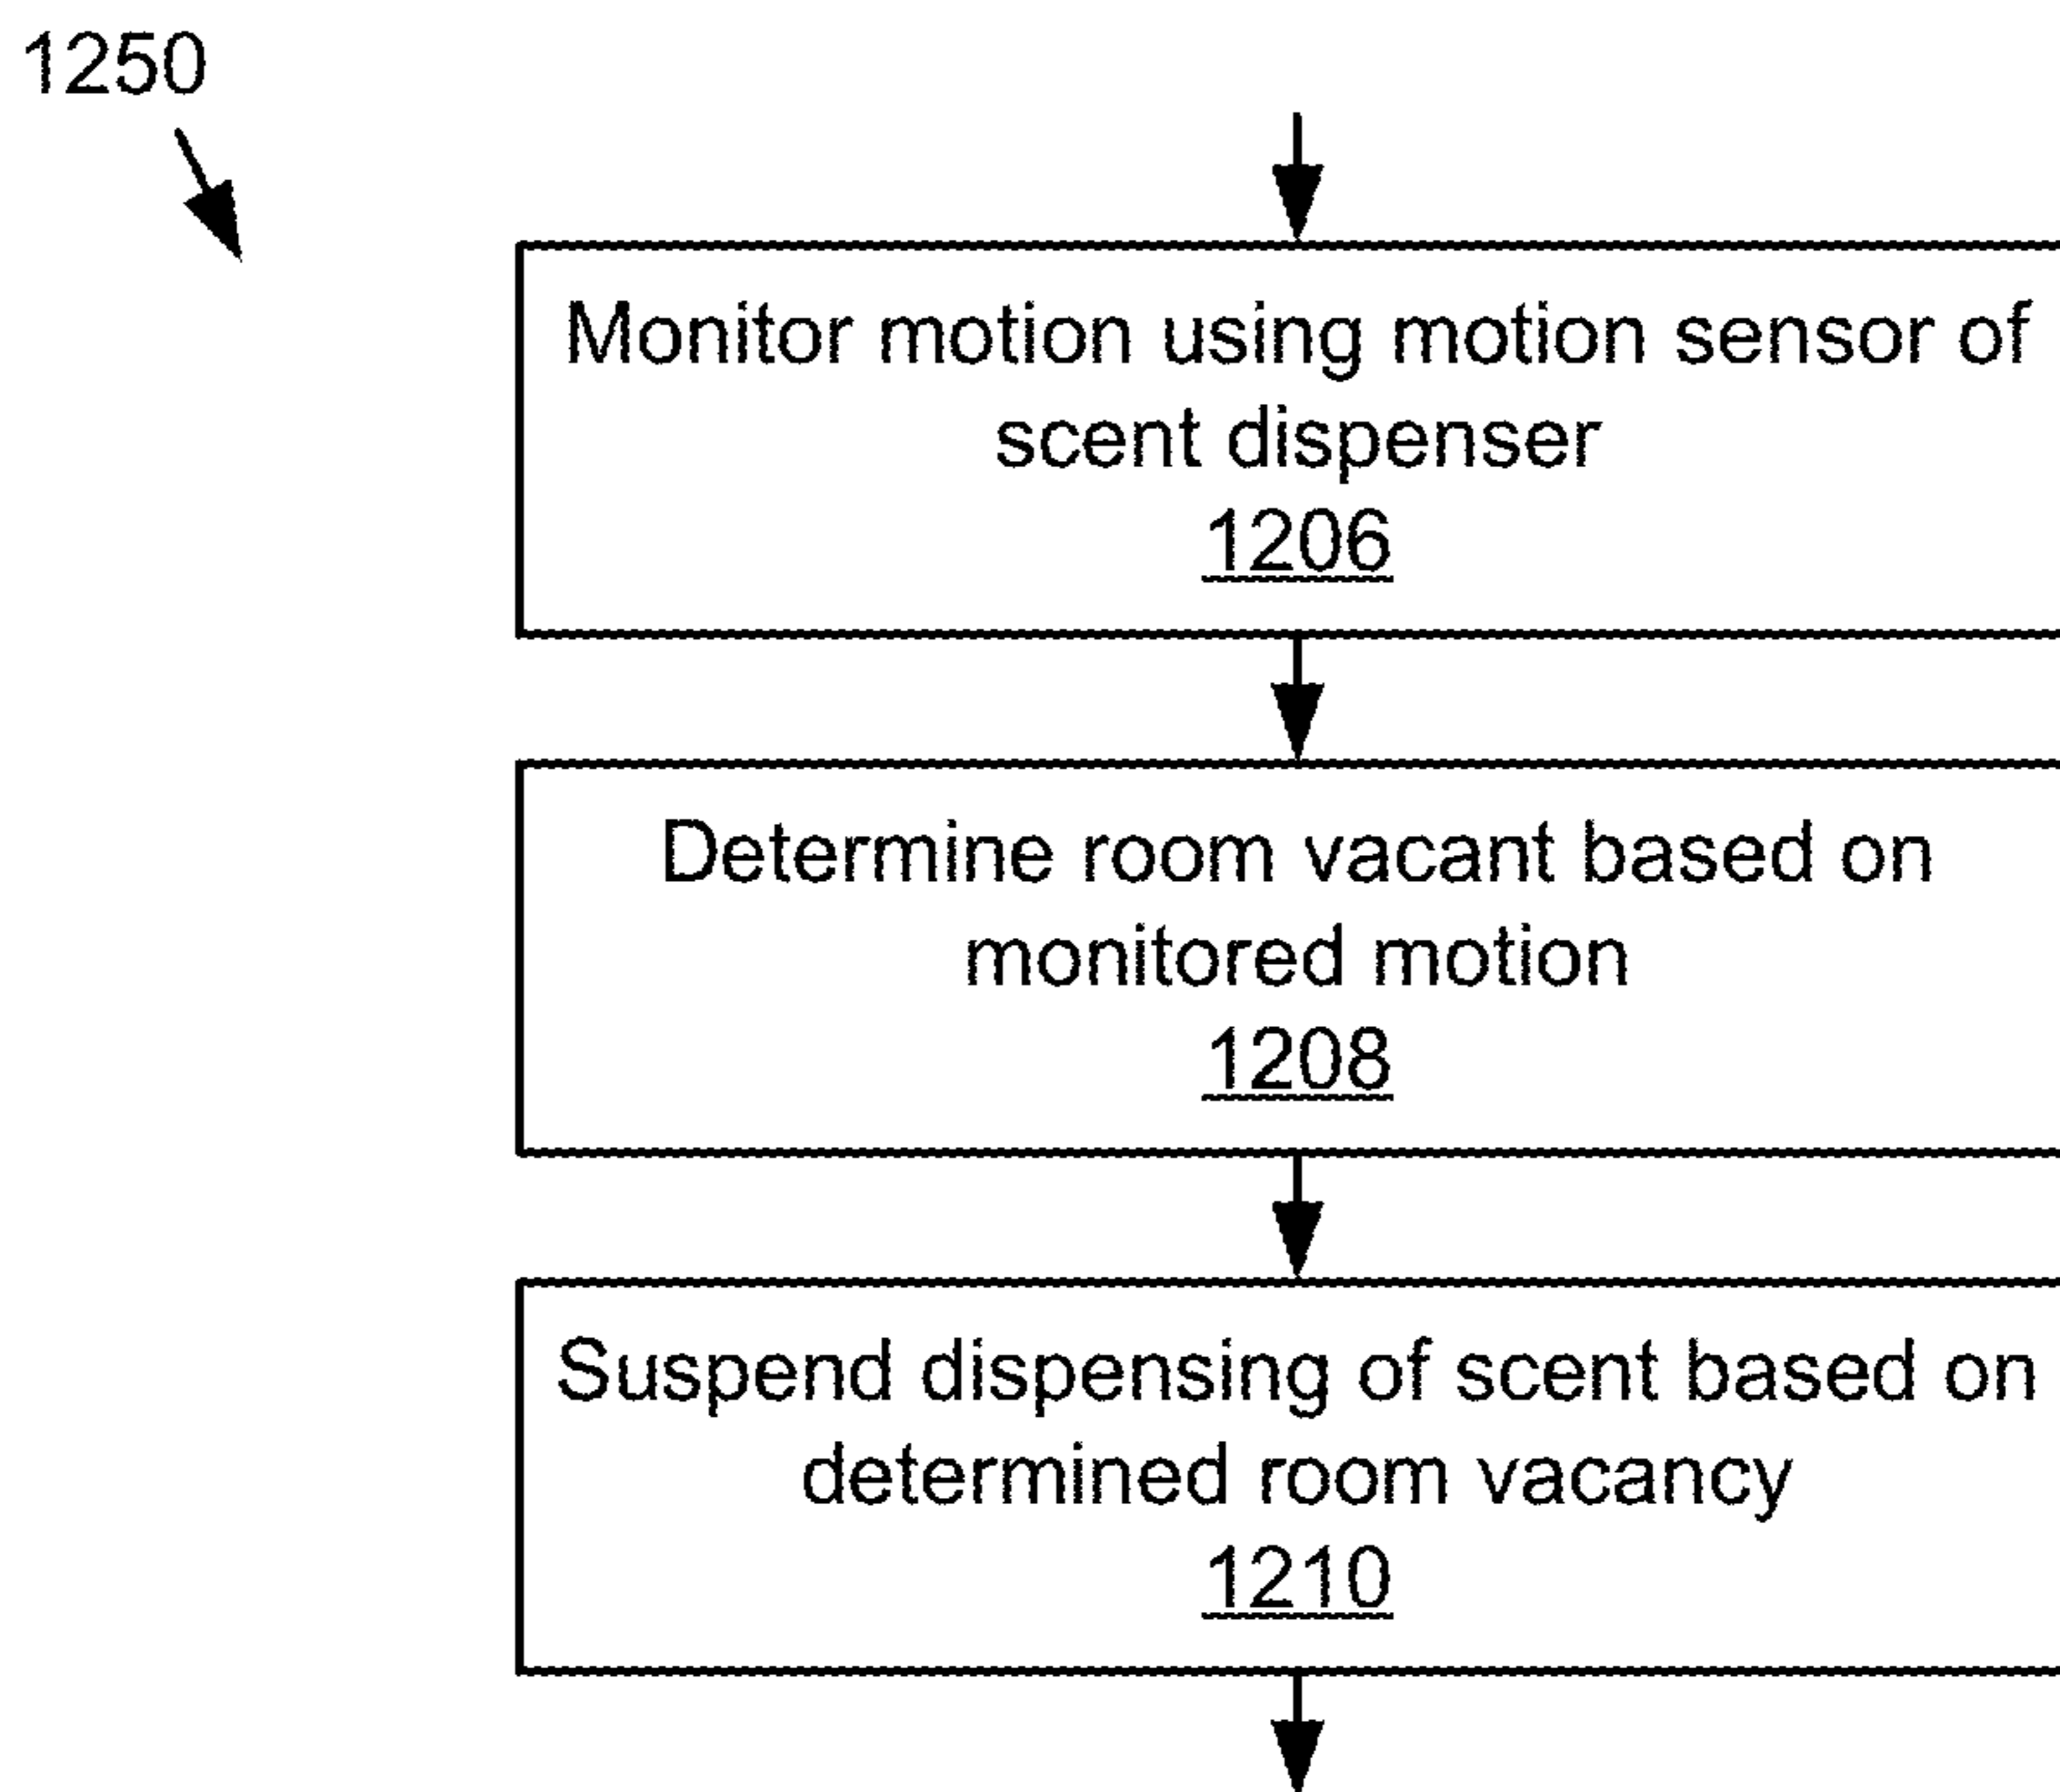 1250
Monitor motion using motion sensor of
scent dispenser
1206
Determine room vacant based on
monitored motion
1208
Suspend dispensing of scent based on
determined room vacancy
1210